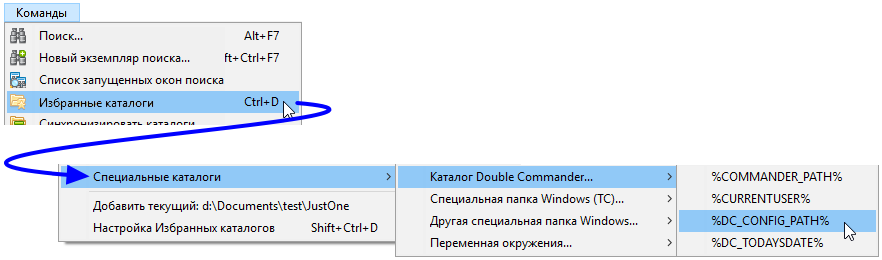 Команды
Поиск... Alt+F7
Новый экземпляр поиска... ft+Ctrl+F7
Список запущенных окон поиска
Избранные каталоги Ctrl+D
Синхронизировать каталоги
Специальные каталоги
Добавить текущий: d:\Documents\test\JustOne
Настройка Избранных каталогов Shift+Ctrl+D
Каталог Double Commander...
Специальная папка Windows (TC)...
Другая специальная папка Windows...
Переменная окружения...
%COMMANDER_PATH%
%CURRENTUSER%
%DC_CONFIG_PATH%
%DC_TODAYSDATE%